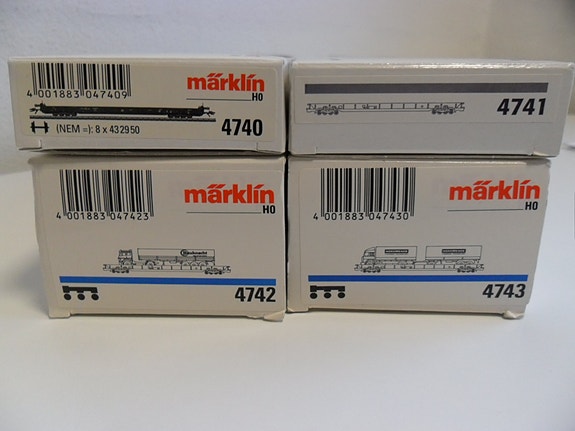 4 001883 047409
märklin
H0
(NEM =): 8 x 432950
4740
4741
4 001883 047423
märklin
H0
4742
4 001883 047430
märklin
H0
4743